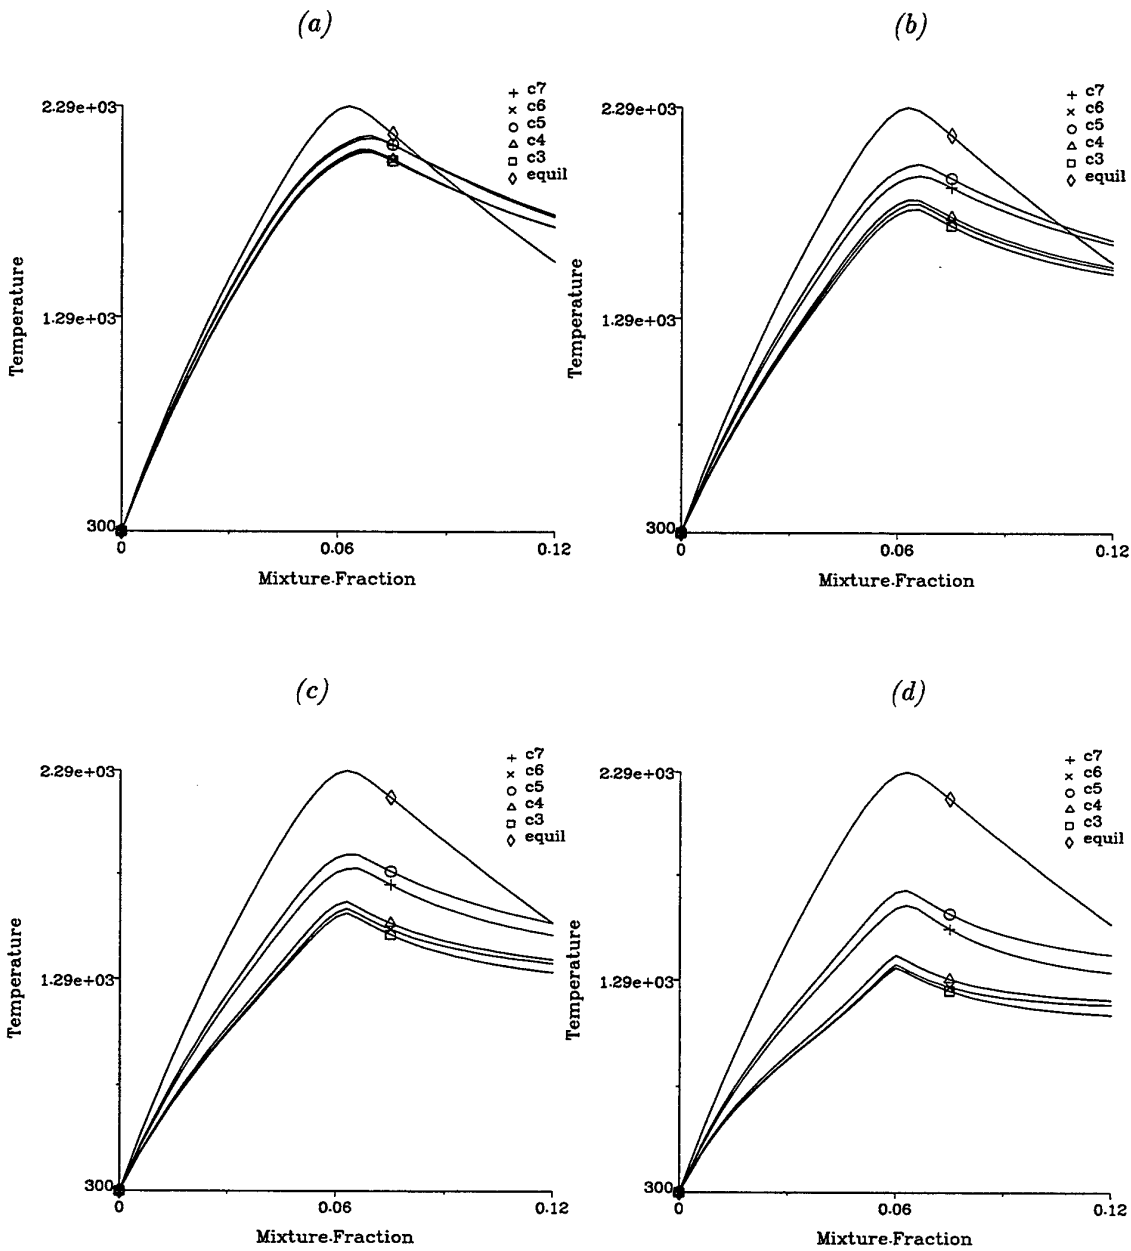 (a)
2.29e+03
1.29e+03
300
0
0.06
0.12
Temperature
Mixture.Fraction
c7
c6
c5
c4
c3
equil
(b)
2.29e+03
1.29e+03
300
0
0.06
0.12
Temperature
Mixture.Fraction
c7
c6
c5
c4
c3
equil
(c)
2.29e+03
1.29e+03
300
0
0.06
0.12
Temperature
Mixture.Fraction
c7
c6
c5
c4
c3
equil
(d)
2.29e+03
1.29e+03
300
0
0.06
0.12
Temperature
Mixture.Fraction
c7
c6
c5
c4
c3
equil